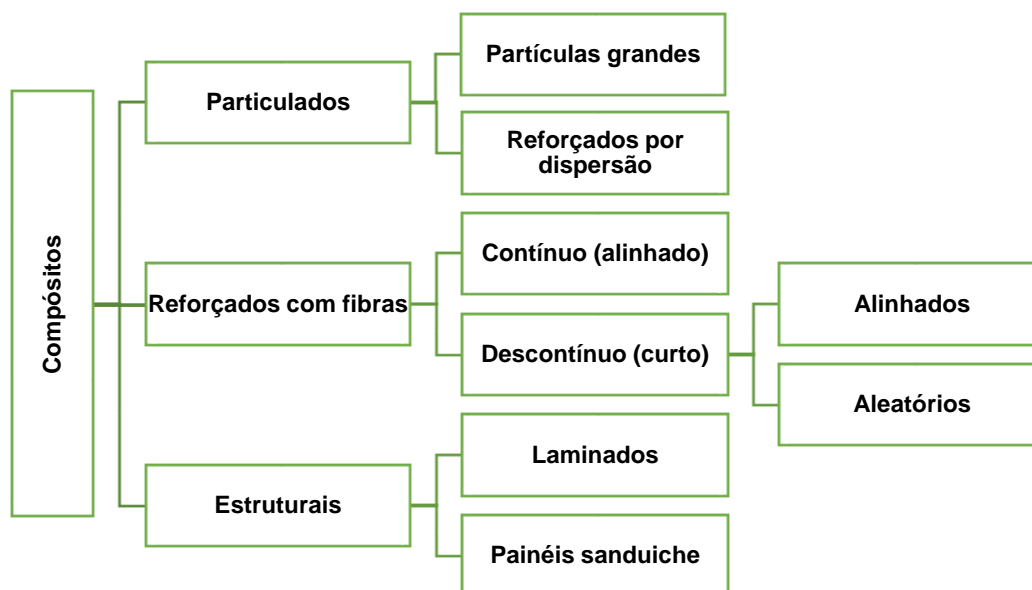 Compósitos
Particulados
Partículas grandes
Reforçados por
dispersão
Reforçados com fibras
Contínuo (alinhado)
Descontínuo (curto)
Alinhados
Aleatórios
Estruturais
Laminados
Painéis sanduiche